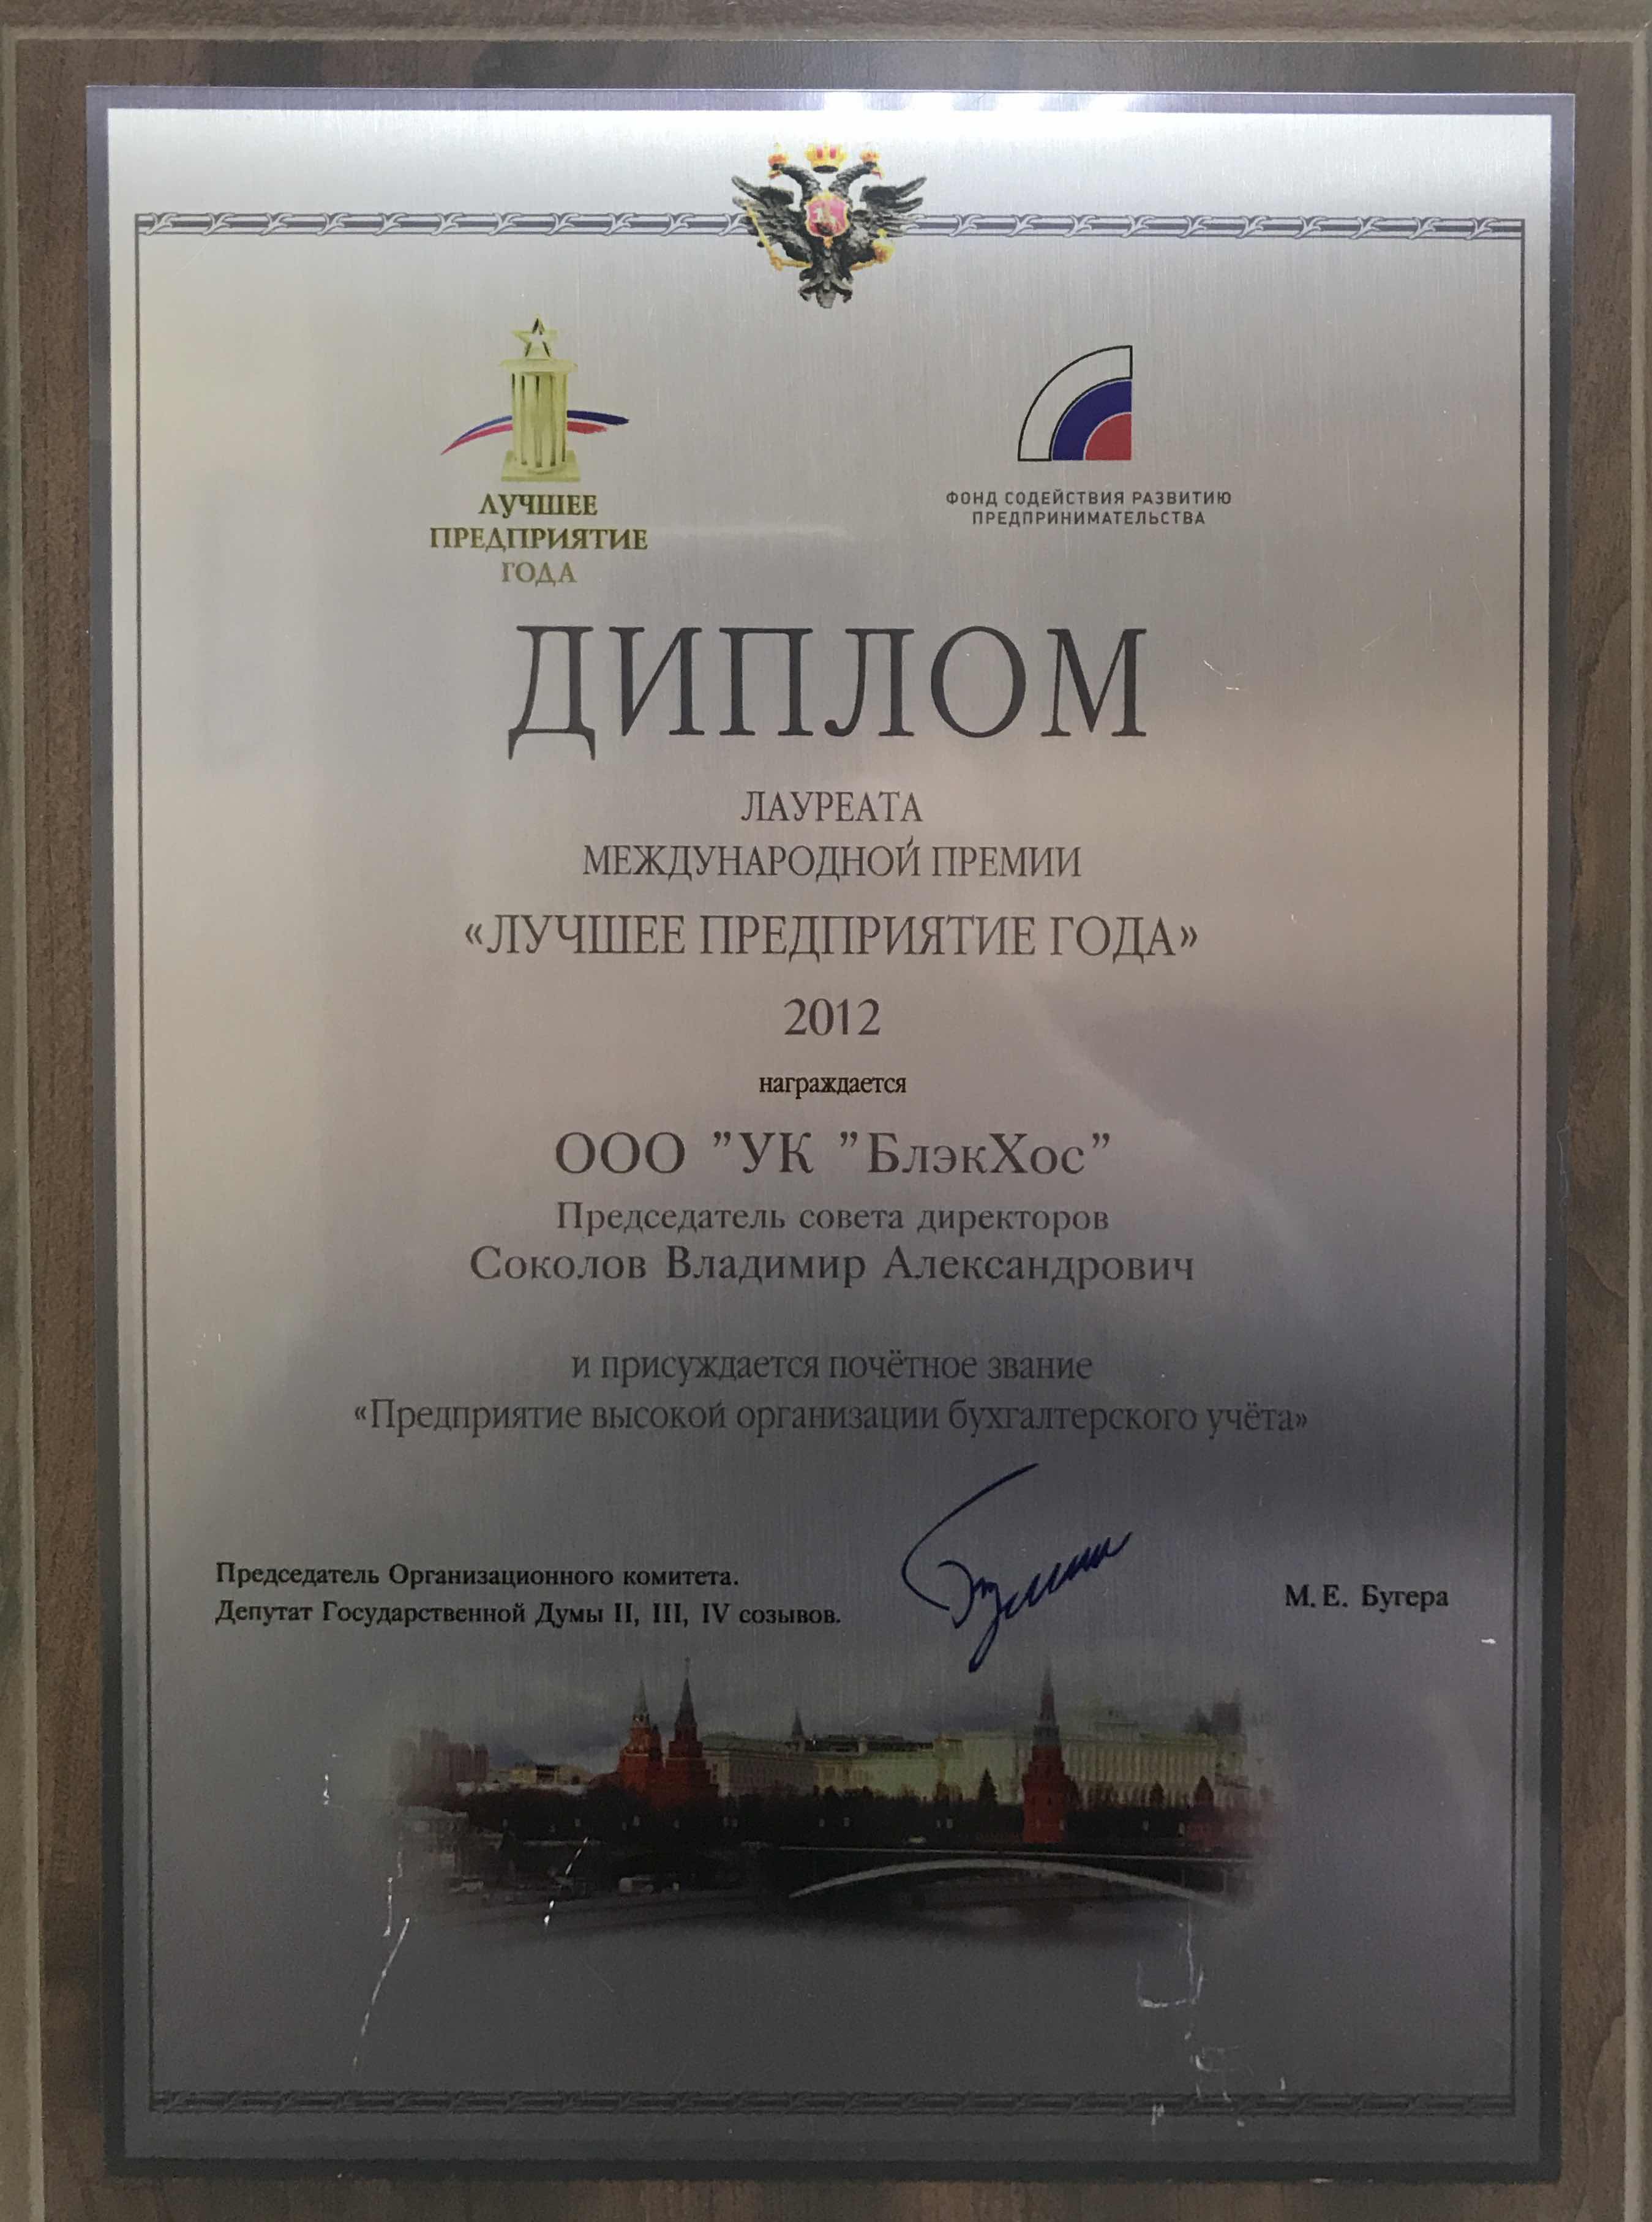 ЛУЧШЕЕ
ПРЕДПРИЯТИЕ
ГОДА
ФОНД СОДЕЙСТВИЯ РАЗВИТИЮ
ПРЕДПРИНИМАТЕЛЬСТВА
ДИПЛОМ
ЛАУРЕАТА
МЕЖДУНАРОДНОЙ ПРЕМИИ
«ЛУЧШЕЕ ПРЕДПРИЯТИЕ ГОДА»
2012
награждается
ООО ”УК ”БлэкХос”
Председатель совета директоров
Соколов Владимир Александрович
и присуждается почётное звание
«Предприятие высокой организации бухгалтерского учёта»
Председатель Организационного комитета.
Депутат Государственной Думы II, III, IV созывов.
М. Е. Бугера